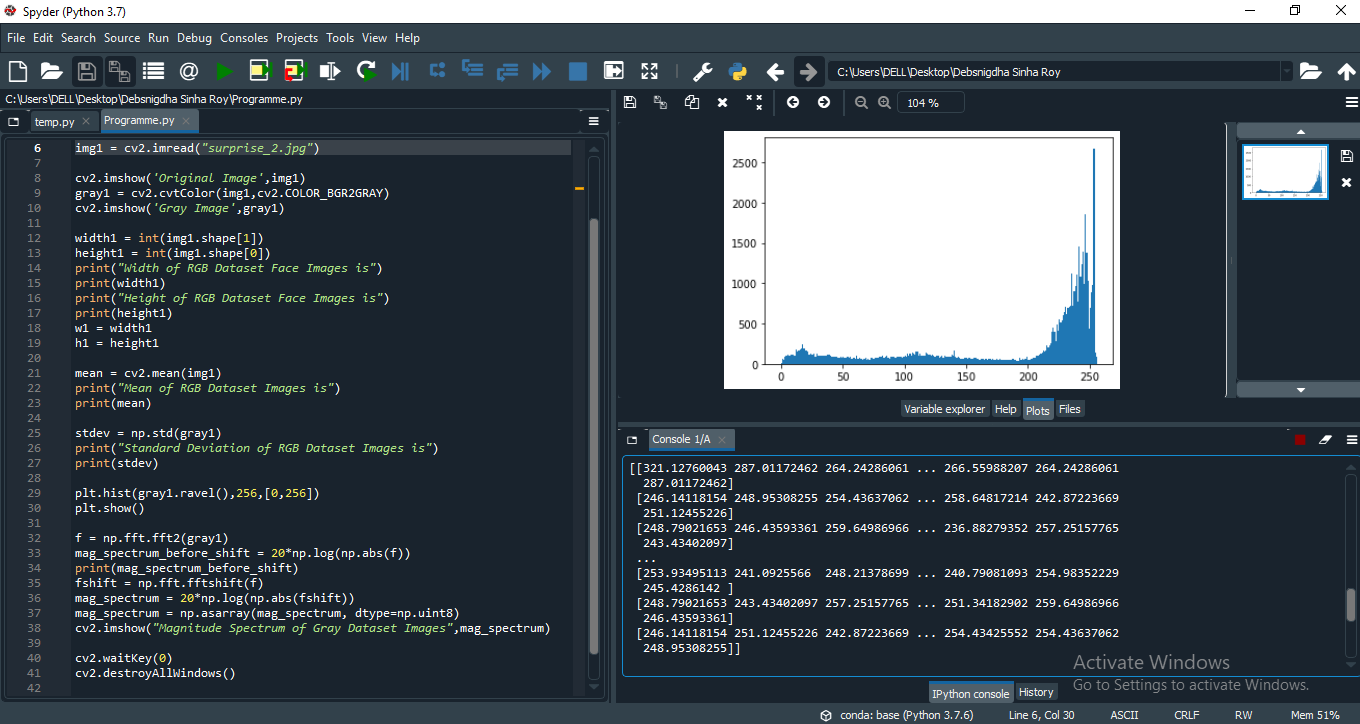 Spyder (Python 3.7)
File Edit Search Source Run Debug Consoles Projects Tools View Help
C:\Users\DELL\Desktop\Debsnigdha Sinha Roy
C:\Users\DELL\Desktop\Debsnigdha Sinha Roy\Programme.py
temp.py
Programme.py
6 img1 = cv2.imread("surprise_2.jpg")
7
8 cv2.imshow('Original Image',img1)
9 gray1 = cv2.cvtColor(img1,cv2.COLOR_BGR2GRAY)
10 cv2.imshow('Gray Image',gray1)
11
12 width1 = int(img1.shape[1])
13 height1 = int(img1.shape[0])
14 print("Width of RGB Dataset Face Images is")
15 print(width1)
16 print("Height of RGB Dataset Face Images is")
17 print(height1)
18 w1 = width1
19 h1 = height1
20
21 mean = cv2.mean(img1)
22 print("Mean of RGB Dataset Images is")
23 print(mean)
24
25 stdev = np.std(gray1)
26 print("Standard Deviation of RGB Dataset Images is")
27 print(stdev)
28
29 plt.hist(gray1.ravel(),256,[0,256])
30 plt.show()
31
32 f = np.fft.fft2(gray1)
33 mag_spectrum_before_shift = 20*np.log(np.abs(f))
34 print(mag_spectrum_before_shift)
35 fshift = np.fft.fftshift(f)
36 mag_spectrum = 20*np.log(np.abs(fshift))
37 mag_spectrum = np.asarray(mag_spectrum, dtype=np.uint8)
38 cv2.imshow("Magnitude Spectrum of Gray Dataset Images",mag_spectrum)
39
40 cv2.waitKey(0)
41 cv2.destroyAllWindows()
42
104 %
2500
2000
1500
1000
500
0
0 50 100 150 200 250
Variable explorer Help Plots Files
Console 1/A
[[321.12760043 287.01172462 264.24286061 ... 266.55988207 264.24286061
287.01172462]
[246.14118154 248.95308255 254.43637062 ... 258.64817214 242.87223669
251.12455226]
[248.79021653 246.43593361 259.64986966 ... 236.88279352 257.25157765
243.43402097]
...
[253.93495113 241.0925566 248.21378699 ... 240.79081093 254.98352229
245.4286142 ]
[248.79021653 243.43402097 257.25157765 ... 251.34182902 259.64986966
246.43593361]
[246.14118154 251.12455226 242.87223669 ... 254.43425552 254.43637062
248.95308255]]
Activate Windows
Go to Settings to activate Windows.
IPython console History
conda: base (Python 3.7.6) Line 6, Col 30 ASCII CRLF RW Mem 51%